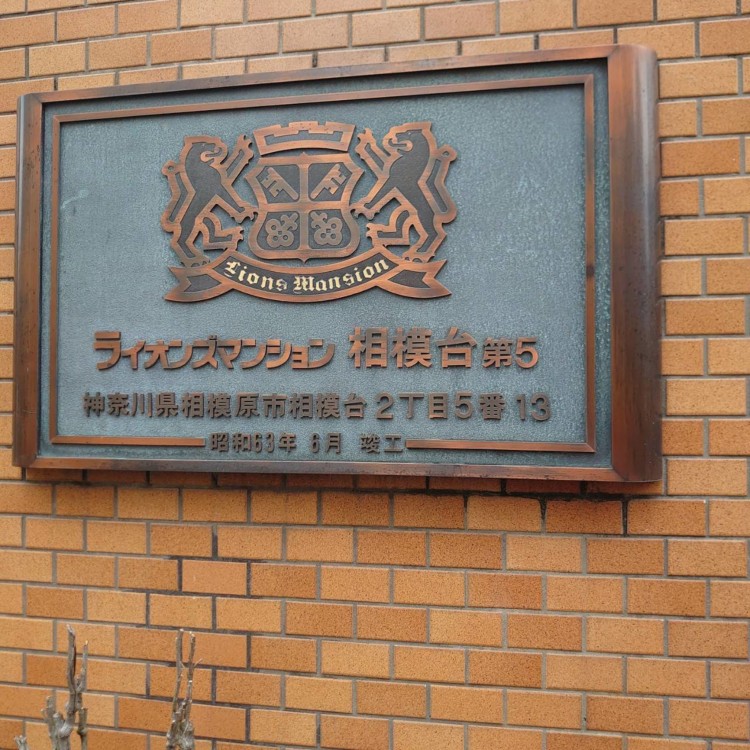 Lions Mansion
ライオンズマンション 相模台 第5
神奈川県相模原市相模台2丁目5番13
昭和63年 6月 竣工